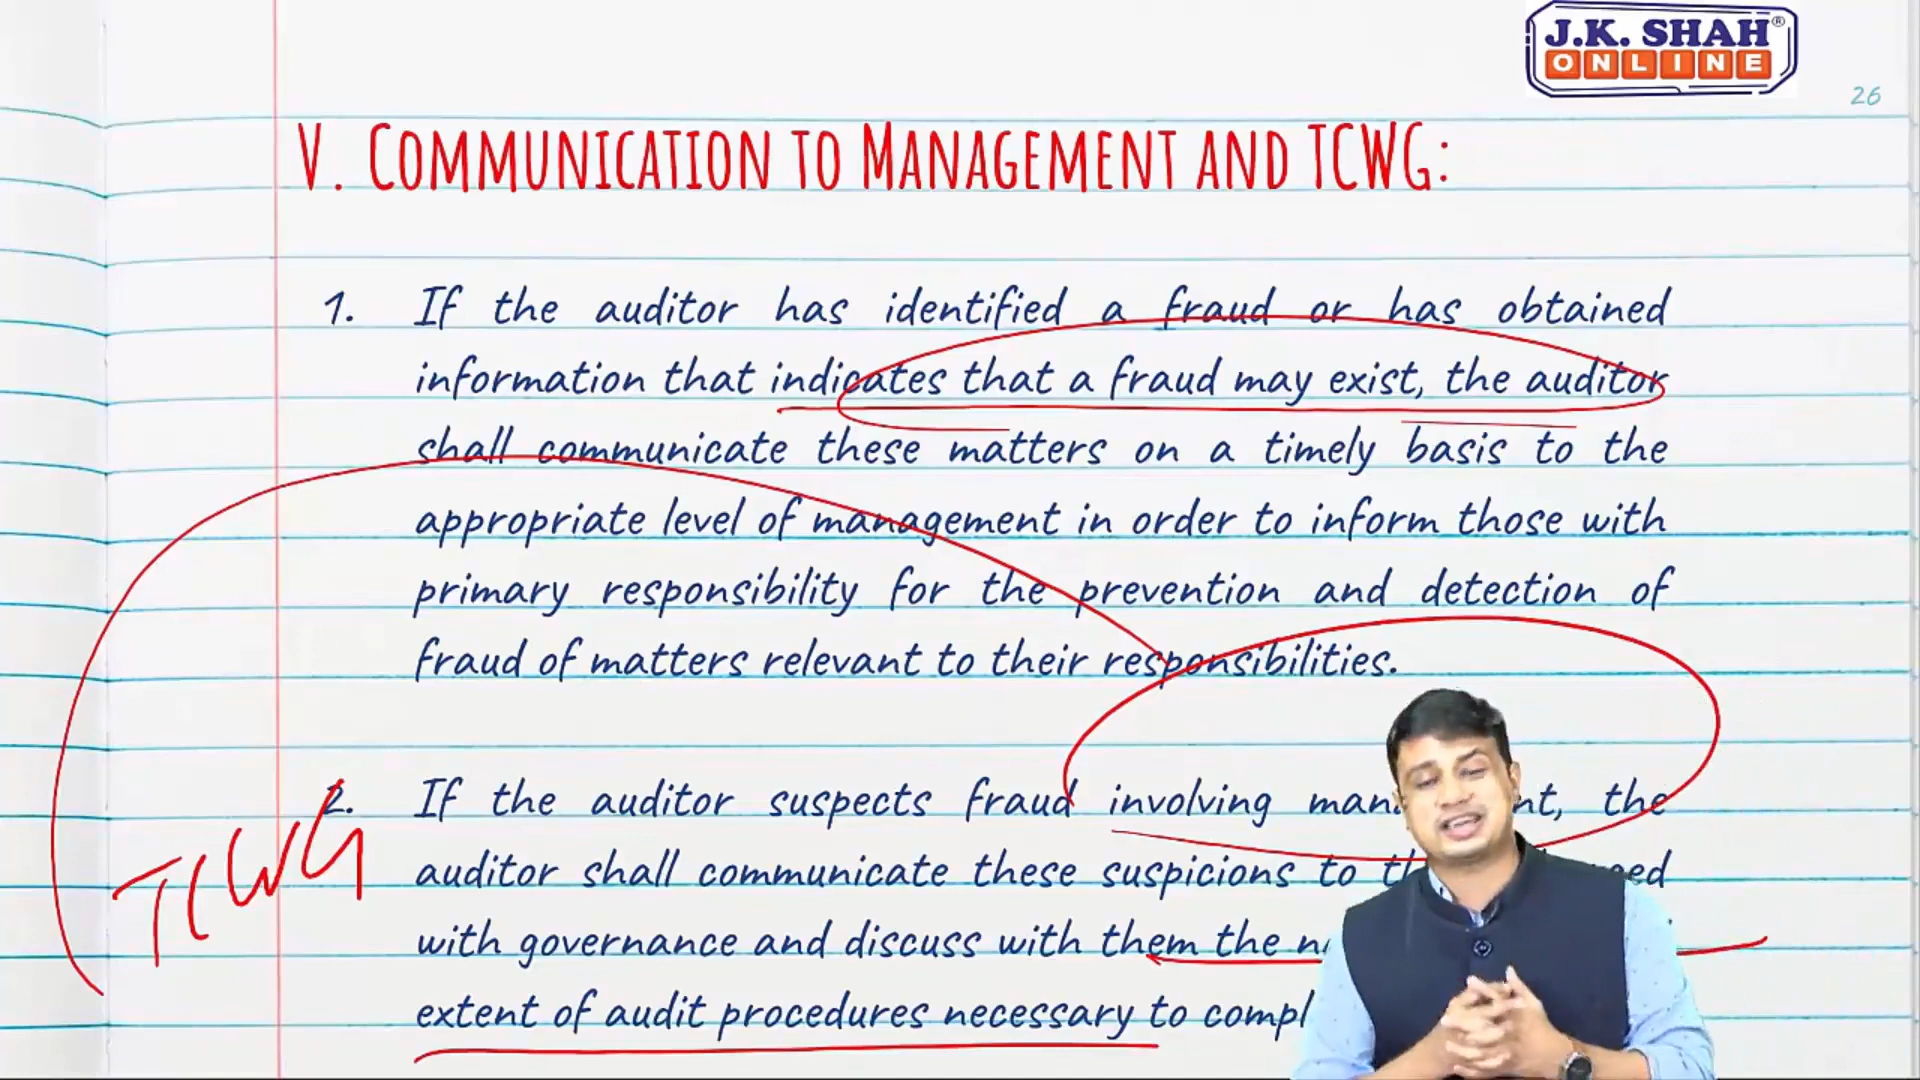 J.K. SHAH®
ONLINE
26
V. COMMUNICATION TO MANAGEMENT AND TCWG:
1. If the auditor has identified a fraud or has obtained
information that indicates that a fraud may exist, the auditor
shall communicate these matters on a timely basis to the
appropriate level of management in order to inform those with
primary responsibility for the prevention and detection of
fraud of matters relevant to their responsibilities.
2. If the auditor suspects fraud involving man nt, the
auditor shall communicate these suspicions to th ed
with governance and discuss with them the n
extent of audit procedures necessary to compl
TCWG